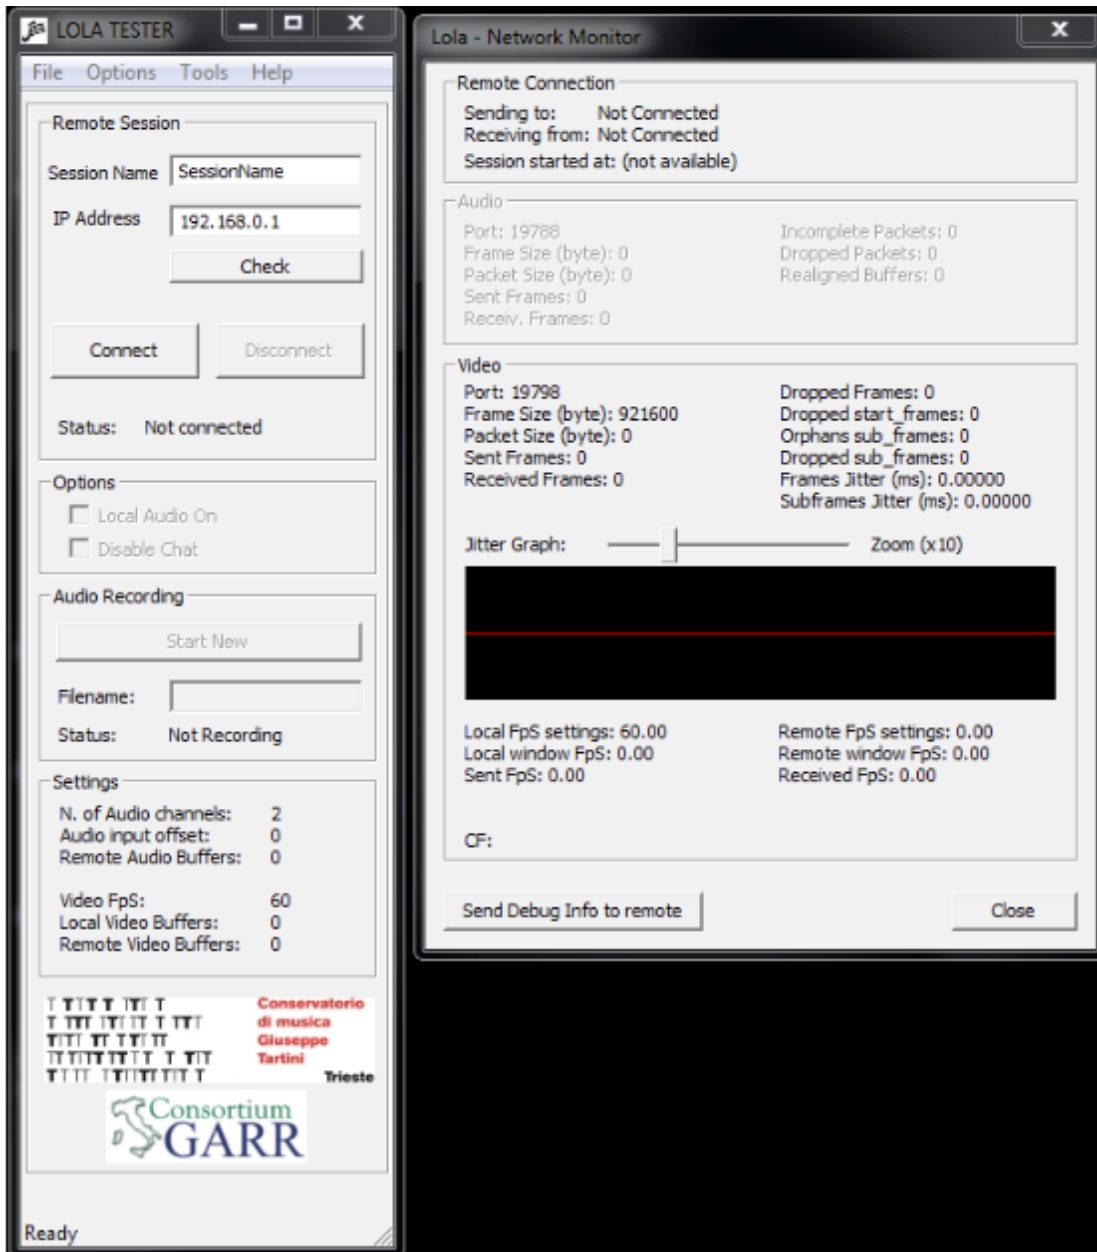 LOLA TESTER
File Options Tools Help
Remote Session
Session Name SessionName
IP Address 192.168.0.1
Check
Connect Disconnect
Status: Not connected
Options
Local Audio On
Disable Chat
Audio Recording
Start New
Filename:
Status: Not Recording
Settings
N. of Audio channels: 2
Audio input offset: 0
Remote Audio Buffers: 0
Video FpS: 60
Local Video Buffers: 0
Remote Video Buffers: 0
Conservatorio
di musica
Giuseppe
Tartini
Trieste
Consortium
GARR
Ready
Lola - Network Monitor
Remote Connection
Sending to: Not Connected
Receiving from: Not Connected
Session started at: (not available)
Audio
Port: 19788 Incomplete Packets: 0
Frame Size (byte): 0 Dropped Packets: 0
Packet Size (byte): 0 Realigned Buffers: 0
Sent Frames: 0
Receiv. Frames: 0
Video
Port: 19798 Dropped Frames: 0
Frame Size (byte): 921600 Dropped start_frames: 0
Packet Size (byte): 0 Orphans sub_frames: 0
Sent Frames: 0 Dropped sub_frames: 0
Received Frames: 0 Frames Jitter (ms): 0.00000
Subframes Jitter (ms): 0.00000
Jitter Graph: Zoom (x10)
Local FpS settings: 60.00 Remote FpS settings: 0.00
Local window FpS: 0.00 Remote window FpS: 0.00
Sent FpS: 0.00 Received FpS: 0.00
CF:
Send Debug Info to remote Close